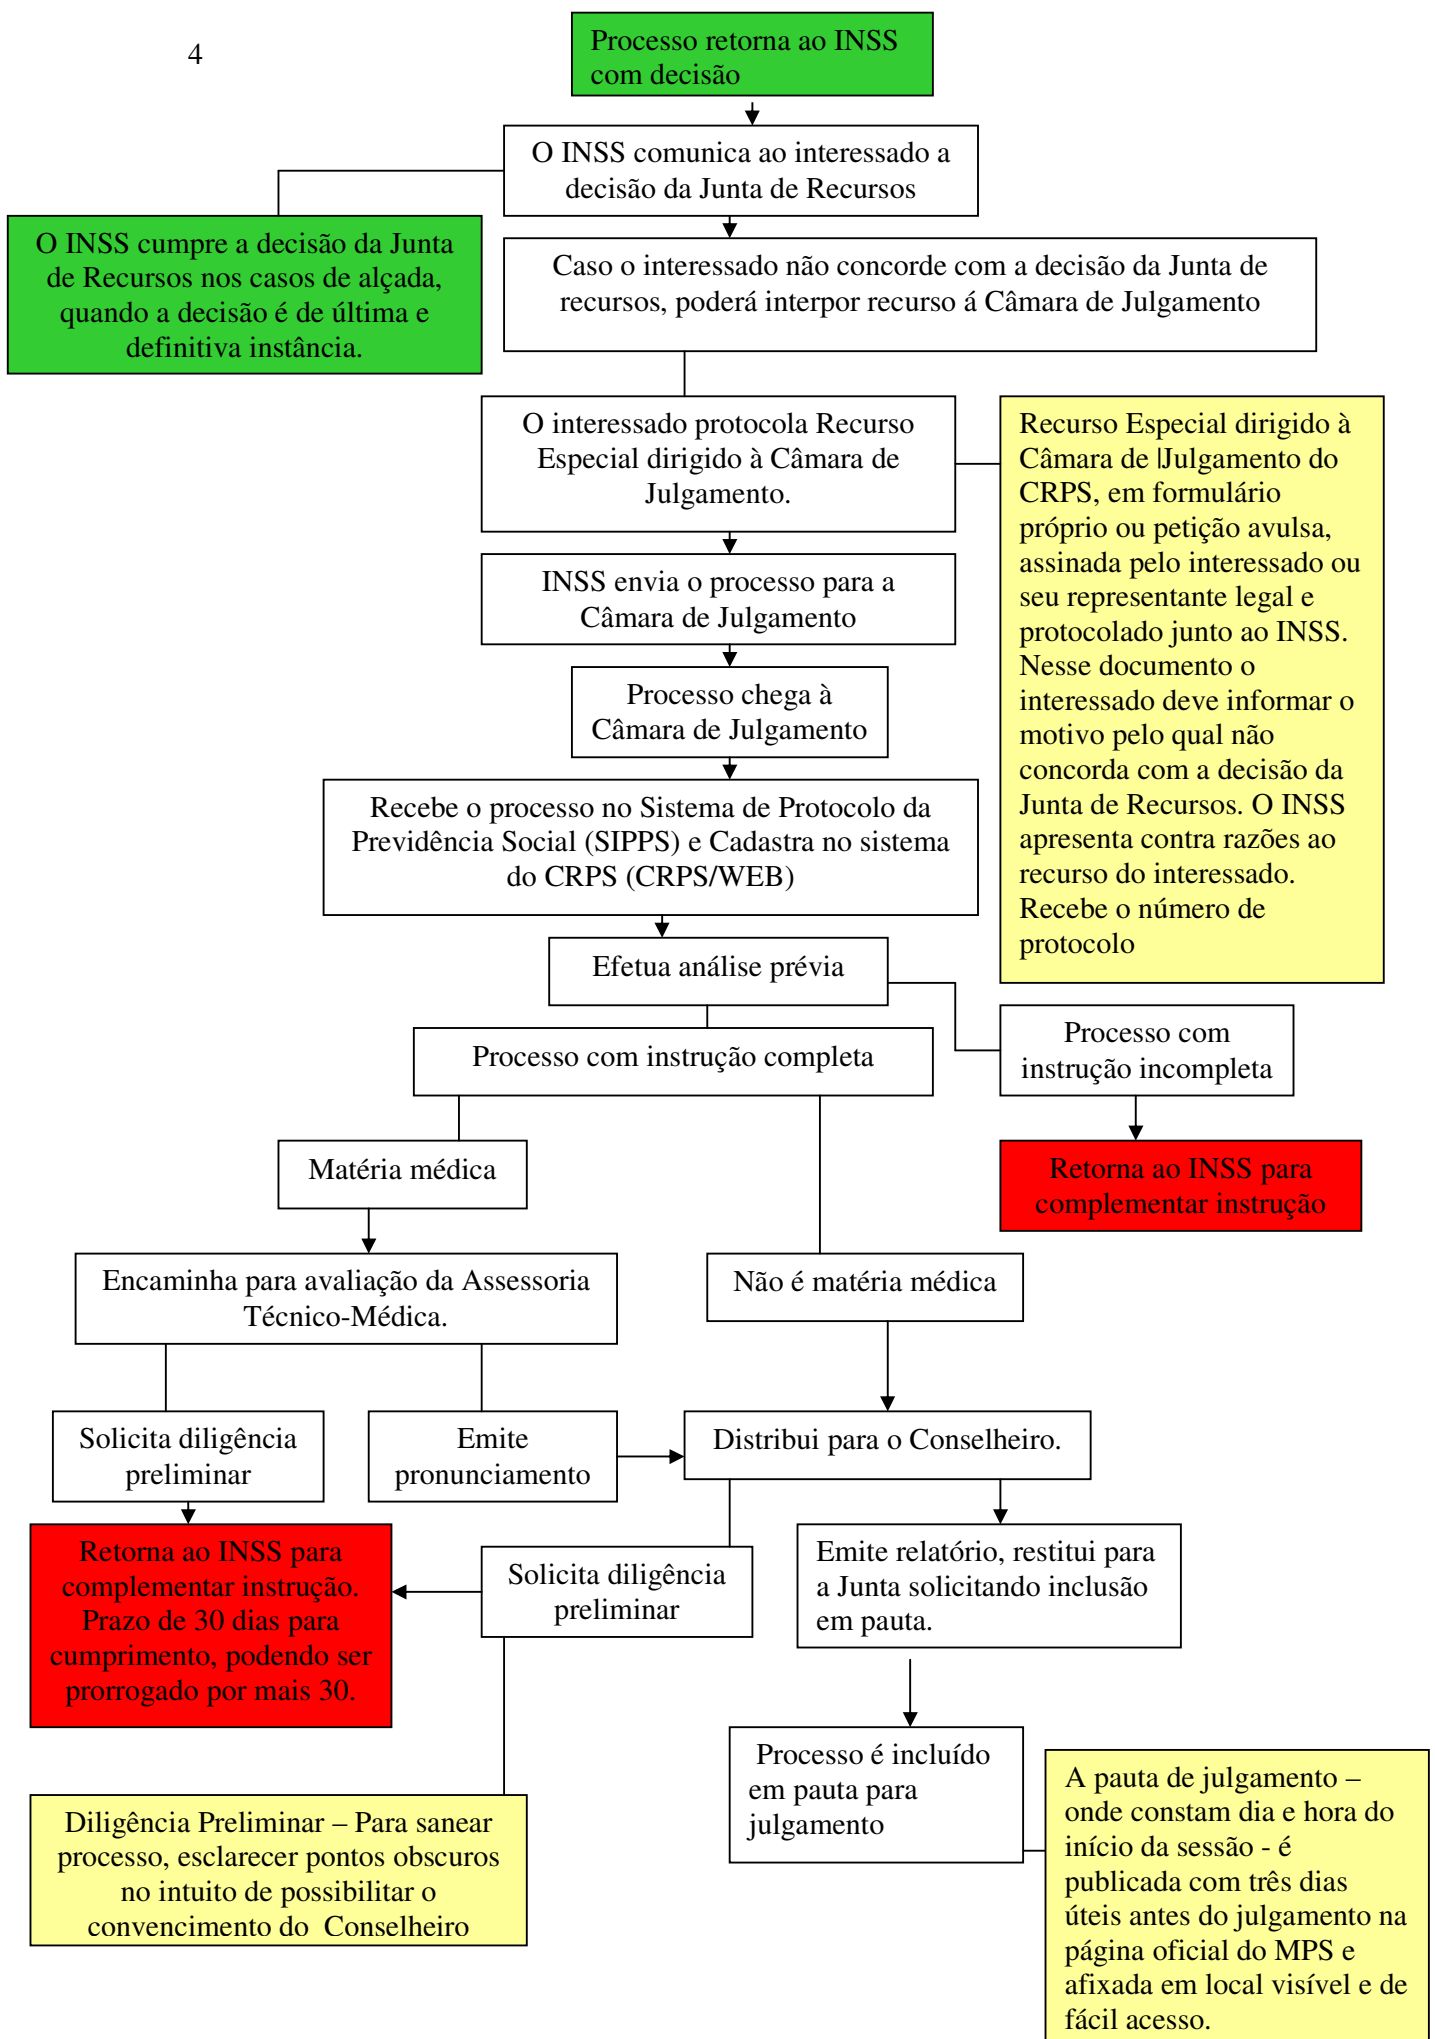 4
Processo retorna ao INSS
com decisão
O INSS comunica ao interessado a
decisão da Junta de Recursos
O INSS cumpre a decisão da Junta
de Recursos nos casos de alçada,
quando a decisão é de última e
definitiva instância.
Caso o interessado não concorde com a decisão da Junta de
recursos, poderá interpor recurso á Câmara de Julgamento
O interessado protocola Recurso
Especial dirigido à Câmara de
Julgamento.
Recurso Especial dirigido à
Câmara de |Julgamento do
CRPS, em formulário
próprio ou petição avulsa,
assinada pelo interessado ou
seu representante legal e
protocolado junto ao INSS.
Nesse documento o
interessado deve informar o
motivo pelo qual não
concorda com a decisão da
Junta de Recursos. O INSS
apresenta contra razões ao
recurso do interessado.
Recebe o número de
protocolo
INSS envia o processo para a
Câmara de Julgamento
Processo chega à
Câmara de Julgamento
Recebe o processo no Sistema de Protocolo da
Previdência Social (SIPPS) e Cadastra no sistema
do CRPS (CRPS/WEB)
Efetua análise prévia
Processo com instrução completa
Processo com
instrução incompleta
Matéria médica
Retorna ao INSS para
complementar instrução
Encaminha para avaliação da Assessoria
Técnico-Médica.
Não é matéria médica
Solicita diligência
preliminar
Emite
pronunciamento
Distribui para o Conselheiro.
Retorna ao INSS para
complementar instrução.
Prazo de 30 dias para
cumprimento, podendo ser
prorrogado por mais 30.
Solicita diligência
preliminar
Emite relatório, restitui para
a Junta solicitando inclusão
em pauta.
Processo é incluído
em pauta para
julgamento
Diligência Preliminar – Para sanear
processo, esclarecer pontos obscuros
no intuito de possibilitar o
convencimento do  Conselheiro
A pauta de julgamento –
onde constam dia e hora do
início da sessão - é
publicada com três dias
úteis antes do julgamento na
página oficial do MPS e
afixada em local visível e de
fácil acesso.